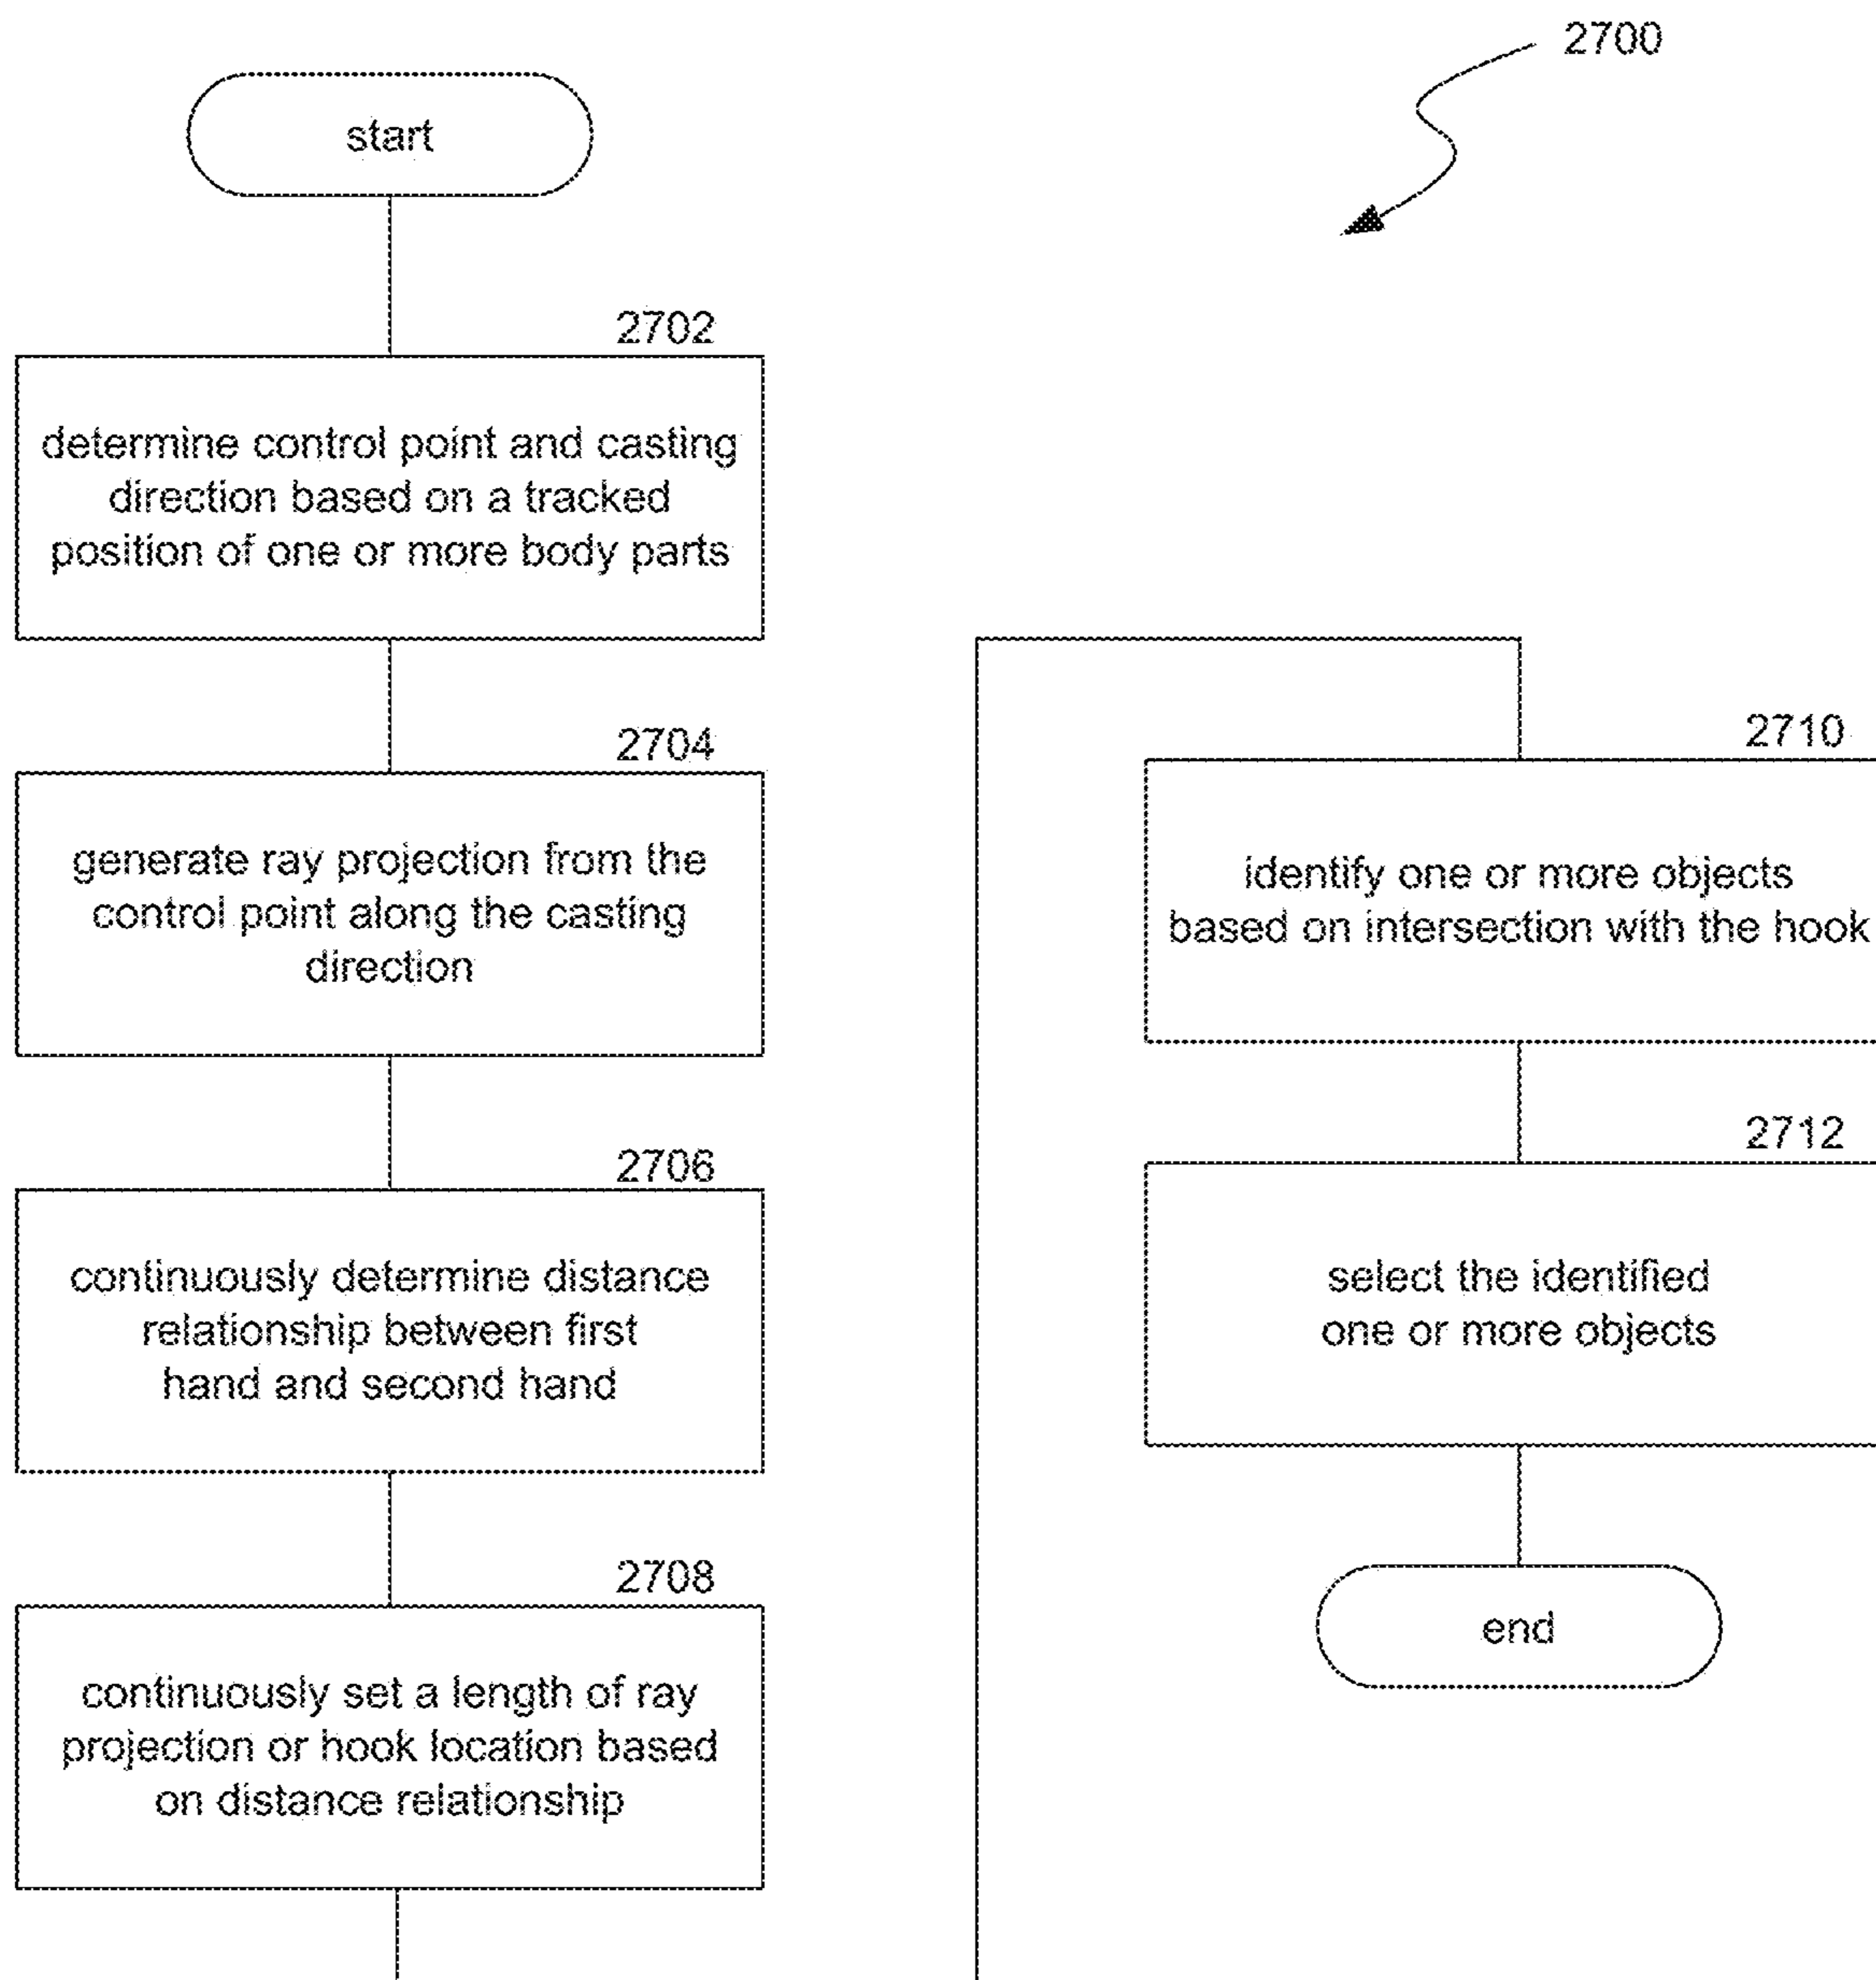 2700
start
2702
determine control point and casting
direction based on a tracked
position of one or more body parts
2704
generate ray projection from the
control point along the casting
direction
2706
continuously determine distance
relationship between first
hand and second hand
2708
continuously set a length of ray
projection or hook location based
on distance relationship
2710
identify one or more objects
based on intersection with the hook
2712
select the identified
one or more objects
end